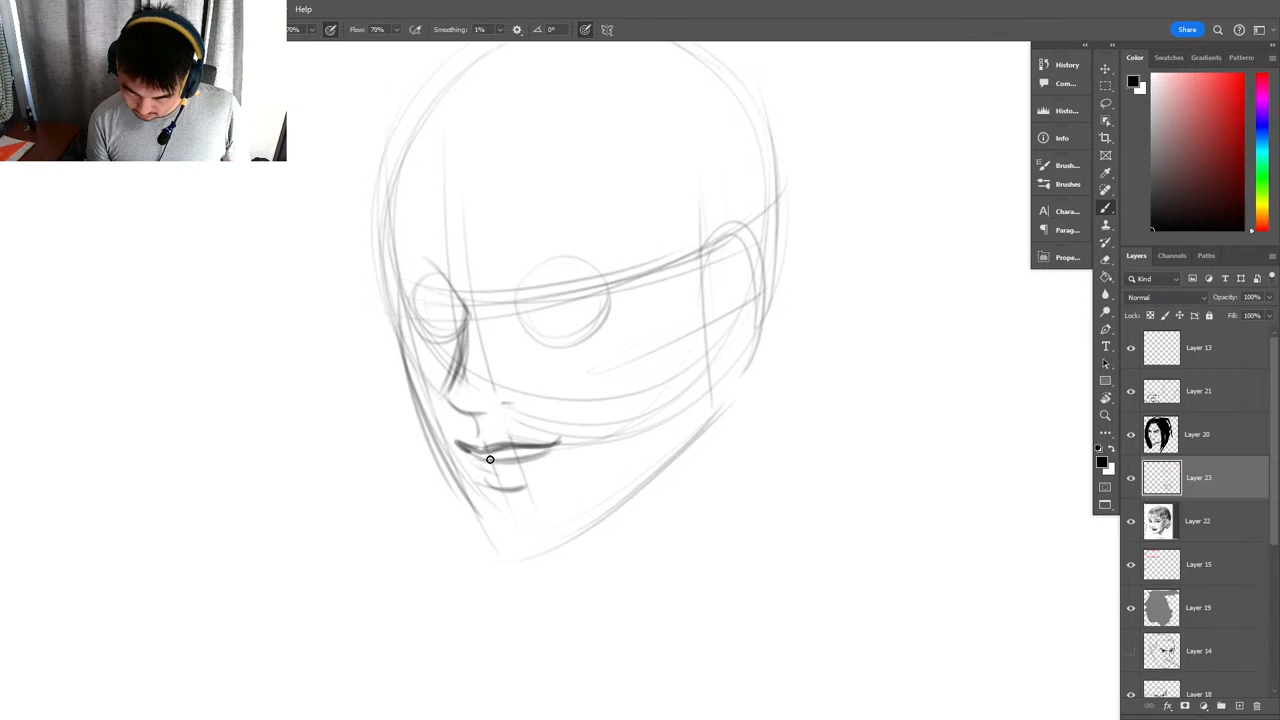 Help
70% Flow: 70% Smoothing: 1% 0° Share
History
Com...
Histo...
Info
Brush...
Brushes
Chara...
Parag...
Prope...
Color Swatches Gradients Pattern
Layers Channels Paths
Kind
Normal Opacity: 100%
Lock: Fill: 100%
Layer 13
Layer 21
Layer 20
Layer 23
Layer 22
Layer 15
Layer 19
Layer 14
Layer 18
fx